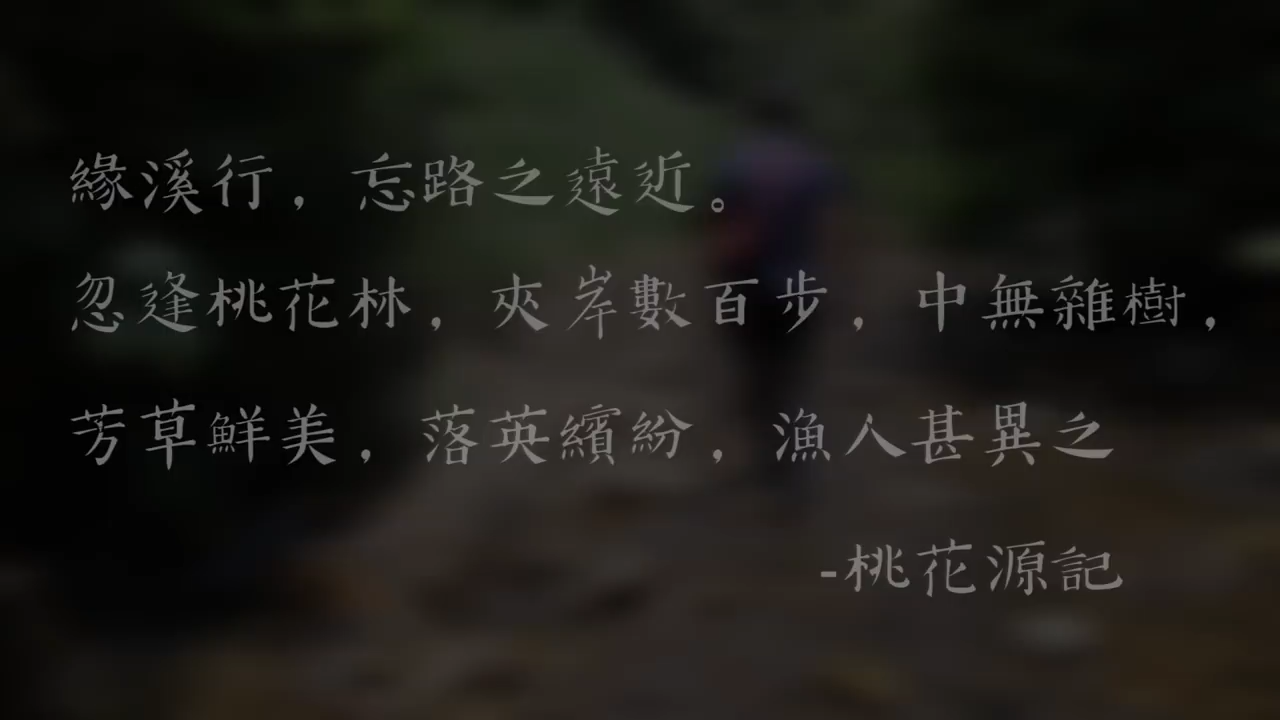 緣溪行，忘路之遠近。
忽逢桃花林，夾岸數百步，中無雜樹，
芳草鮮美，落英繽紛，漁人甚異之
-桃花源記